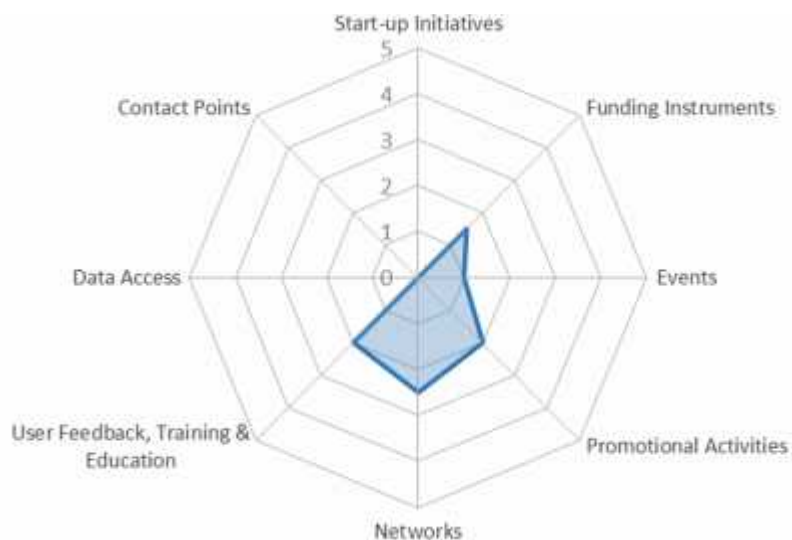 Start-up Initiatives
5
Contact Points
Funding Instruments
4
3
2
1
Data Access
0
Events
User Feedback, Training &
Education
Promotional Activities
Networks